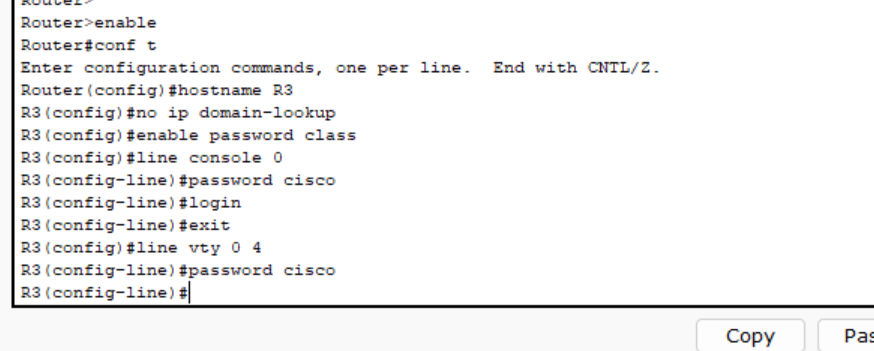 Router>
Router>enable
Router#conf t
Enter configuration commands, one per line.  End with CNTL/Z.
Router(config)#hostname R3
R3(config)#no ip domain-lookup
R3(config)#enable password class
R3(config)#line console 0
R3(config-line)#password cisco
R3(config-line)#login
R3(config-line)#exit
R3(config)#line vty 0 4
R3(config-line)#password cisco
R3(config-line)#
Copy